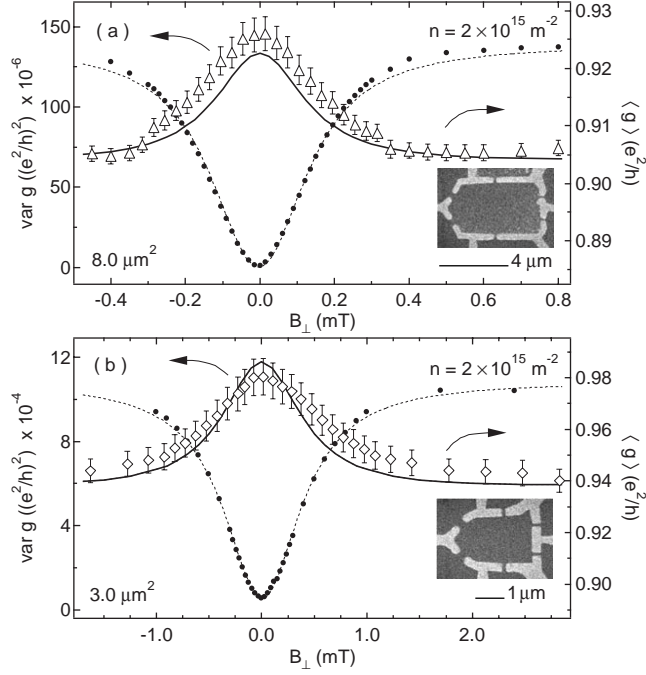 ( a )
n = 2 × 10¹⁵ m⁻²
var g ((e²/h)²) × 10⁻⁶
150
125
100
75
50
25
0
0.93
0.92
0.91
0.90
0.89
⟨ g ⟩ (e²/h)
8.0 μm²
4 μm
-0.4 -0.2 0.0 0.2 0.4 0.6 0.8
B⊥ (mT)
( b )
n = 2 × 10¹⁵ m⁻²
var g ((e²/h)²) × 10⁻⁴
12
8
4
0
0.98
0.96
0.94
0.92
0.90
⟨ g ⟩ (e²/h)
3.0 μm²
1 μm
-1.0 0.0 1.0 2.0
B⊥ (mT)